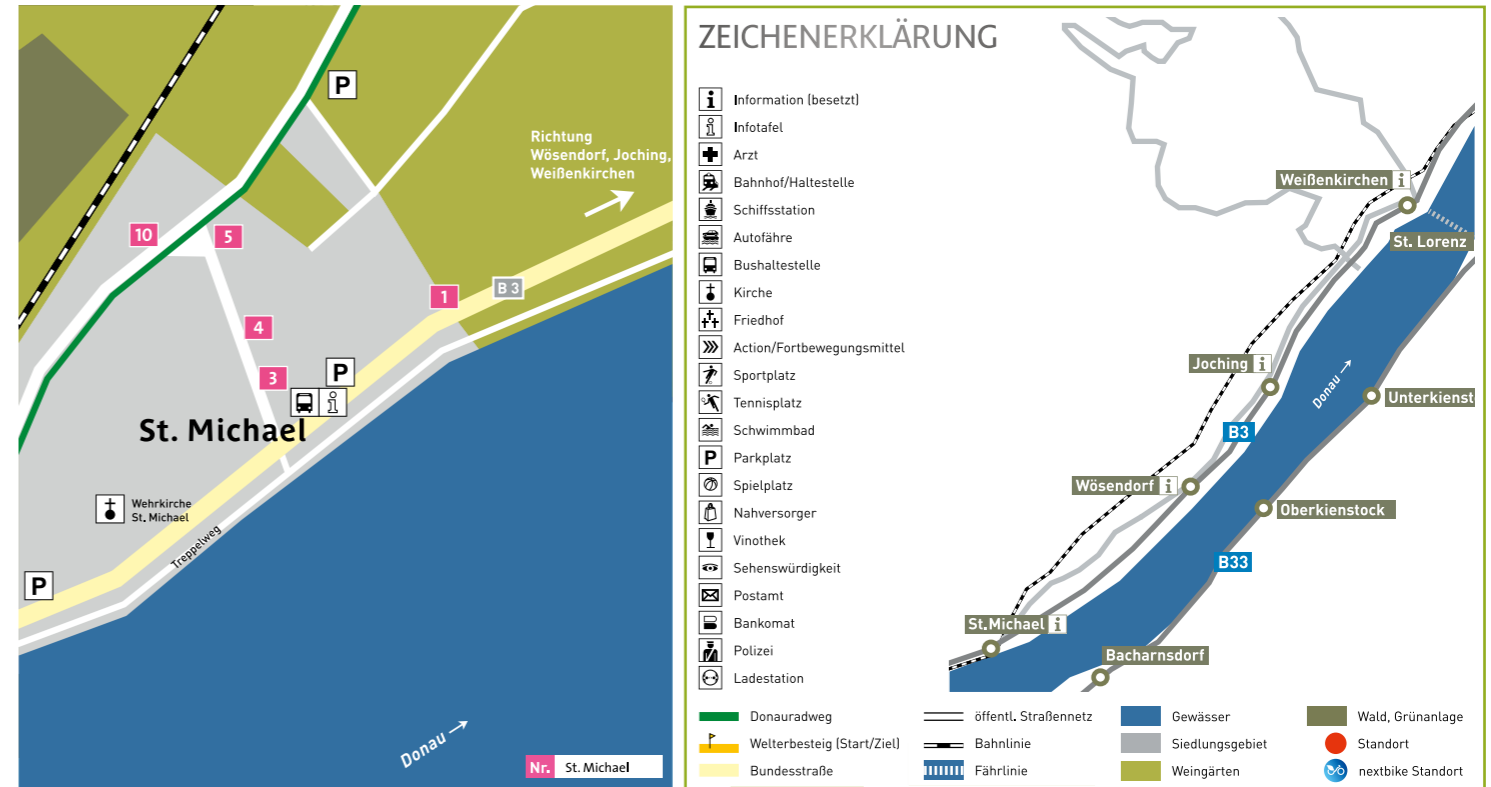 P
Richtung
Wösendorf, Joching,
Weißenkirchen
10
5
1
B 3
4
3
P
St. Michael
Wehrkirche
St. Michael
Treppelweg
P
Donau →
Nr. St. Michael
ZEICHENERKLÄRUNG
Information (besetzt)
Infotafel
Arzt
Bahnhof/Haltestelle
Schiffsstation
Autofähre
Bushaltestelle
Kirche
Friedhof
Action/Fortbewegungsmittel
Sportplatz
Tennisplatz
Schwimmbad
P Parkplatz
Spielplatz
Nahversorger
Vinothek
Sehenswürdigkeit
Postamt
Bankomat
Polizei
Ladestation
Weißenkirchen i
St. Lorenz
Joching i
Donau →
Unterkienst
B3
Wösendorf i
Oberkienstock
B33
St.Michael i
Bacharnsdorf
Donauradweg
Welterbesteig (Start/Ziel)
Bundesstraße
öffentl. Straßennetz
Bahnlinie
Fährlinie
Gewässer
Siedlungsgebiet
Weingärten
Wald, Grünanlage
Standort
nextbike Standort